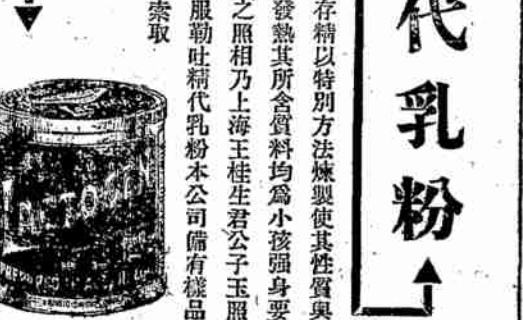 代乳粉
存精以特別方法煉製使其性質與
發熱其所含質料均爲小孩强身要
之照相乃上海王桂生君公子玉照
服勒吐精代乳粉本公司備有樣品
索取